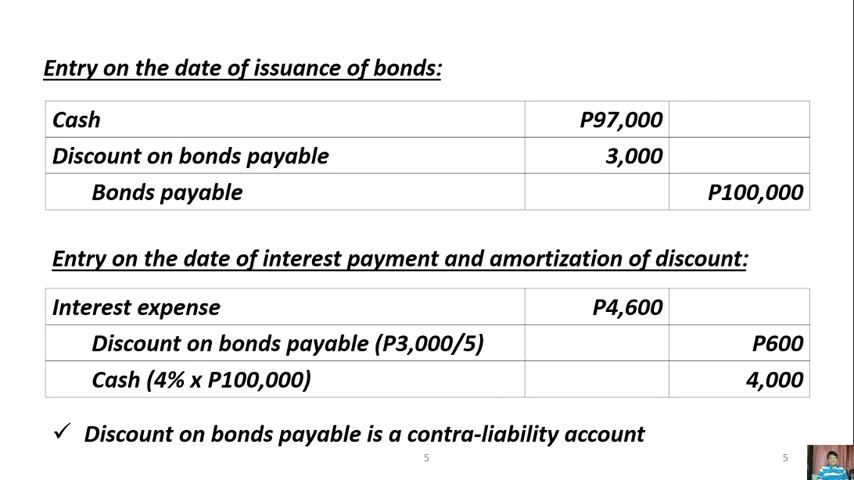 Entry on the date of issuance of bonds:
Cash P97,000
Discount on bonds payable 3,000
Bonds payable P100,000
Entry on the date of interest payment and amortization of discount:
Interest expense P4,600
Discount on bonds payable (P3,000/5) P600
Cash (4% x P100,000) 4,000
✓ Discount on bonds payable is a contra-liability account
5 5